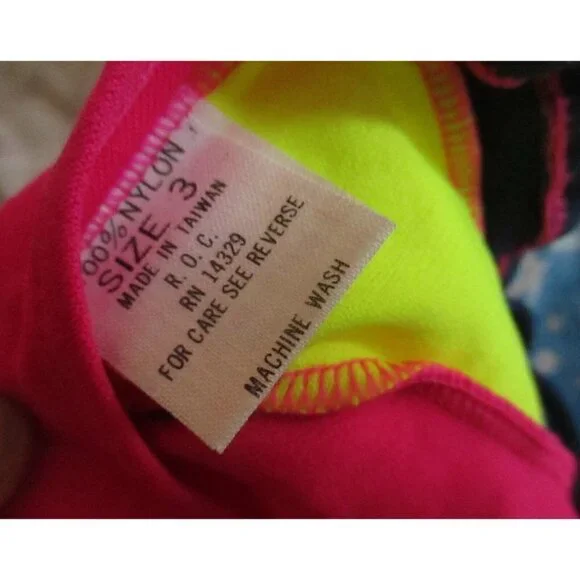 00% NYLON
SIZE 3
MADE IN TAIWAN
R. O. C.
RN 14329
FOR CARE SEE REVERSE
MACHINE WASH